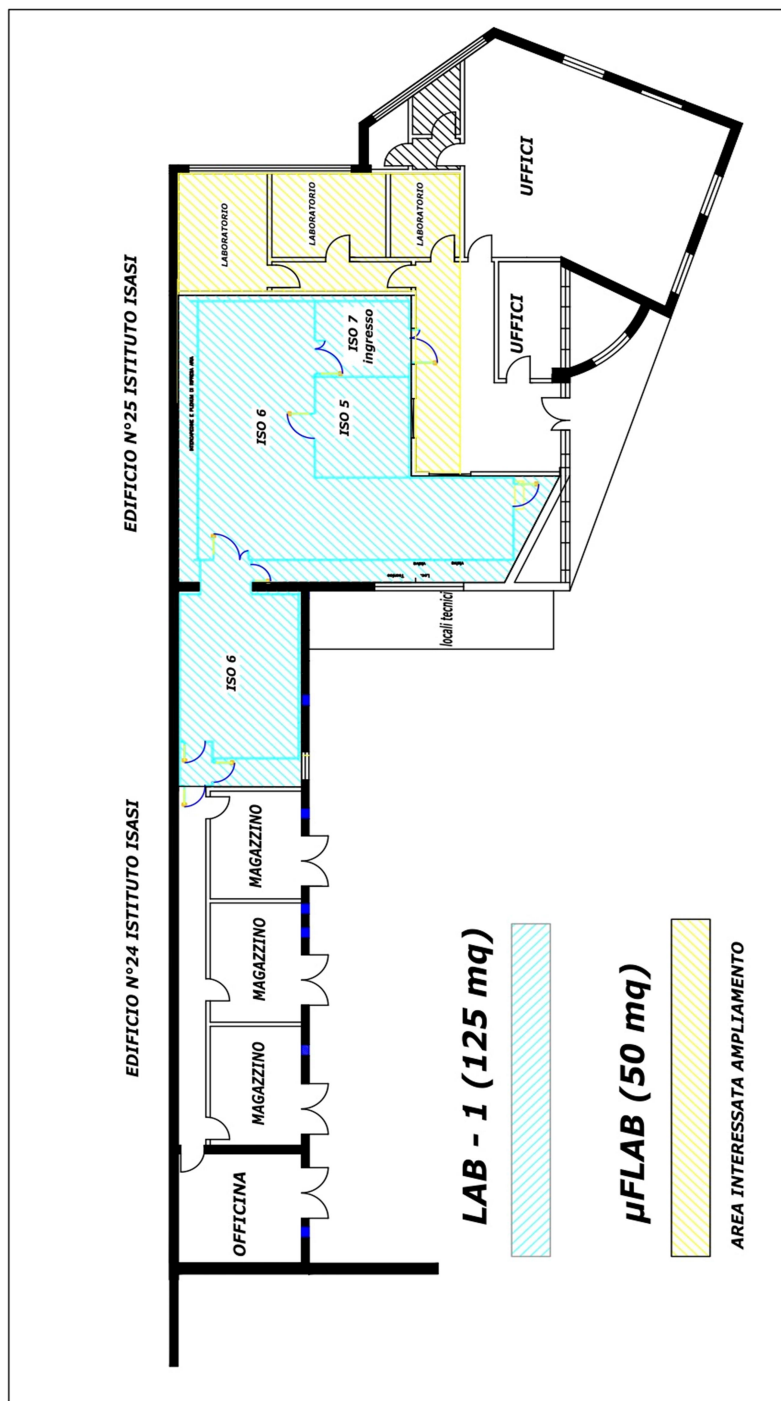 EDIFICIO N°24 ISTITUTO ISASI
EDIFICIO N°25 ISTITUTO ISASI
OFFICINA
MAGAZZINO
MAGAZZINO
MAGAZZINO
ISO 6
ISO 6
ISO 5
ISO 7
ingresso
LABORATORIO
LABORATORIO
LABORATORIO
UFFICI
UFFICI
locali tecnici
LAB - 1 (125 mq)
µFLAB (50 mq)
AREA INTERESSATA AMPLIAMENTO